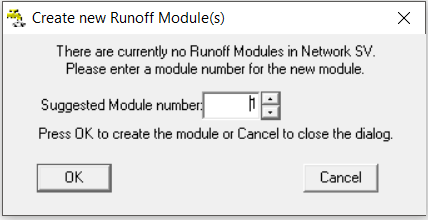 Create new Runoff Module(s)
There are currently no Runoff Modules in Network SV.
Please enter a module number for the new module.
Suggested Module number: 1
Press OK to create the module or Cancel to close the dialog.
OK Cancel